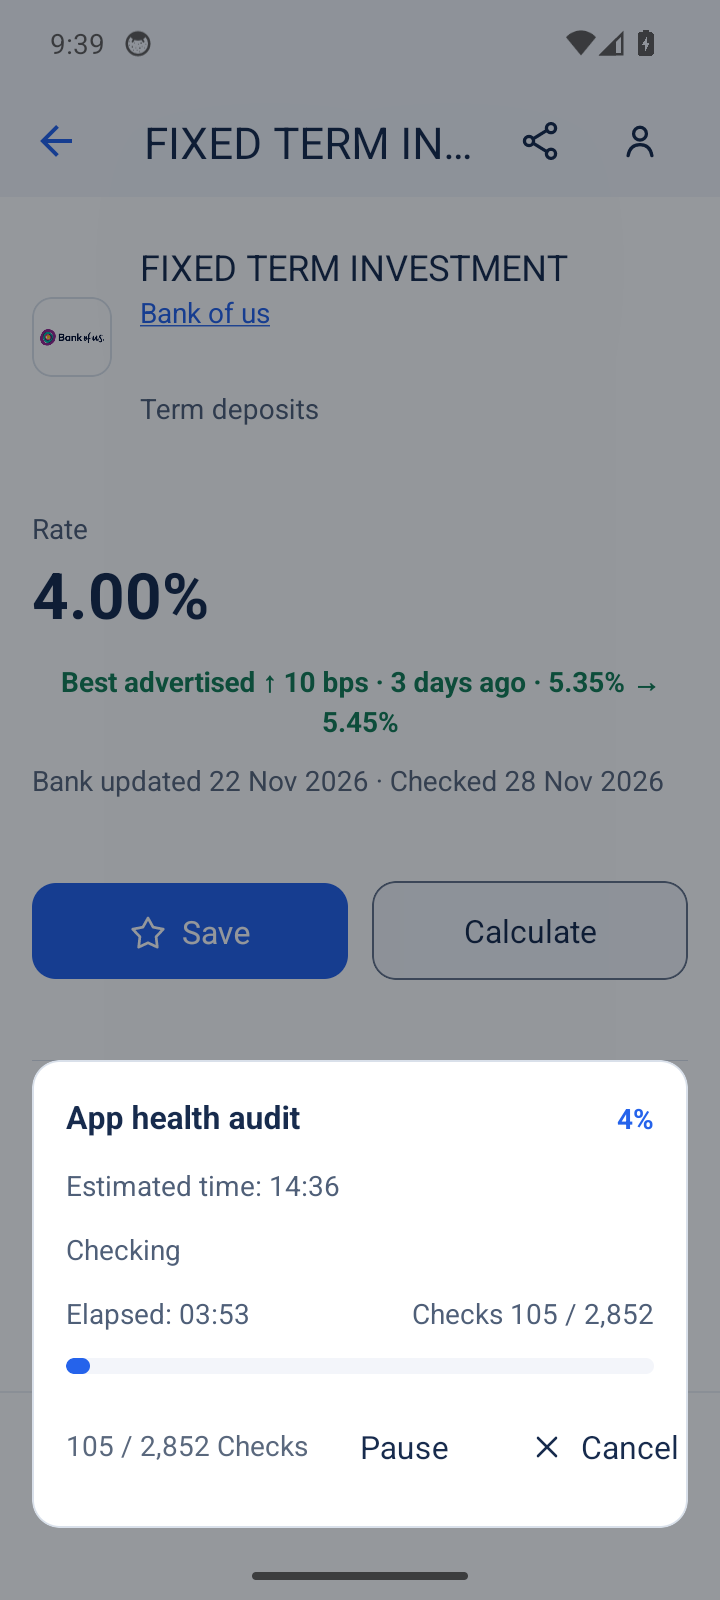 9:39
FIXED TERM IN...
FIXED TERM INVESTMENT
Bank of us
Bank of us.
Term deposits
Rate
4.00%
Best advertised ↑ 10 bps · 3 days ago · 5.35% →
5.45%
Bank updated 22 Nov 2026 · Checked 28 Nov 2026
Save
Calculate
App health audit
4%
Estimated time: 14:36
Checking
Elapsed: 03:53
Checks 105 / 2,852
105 / 2,852 Checks
Pause
Cancel